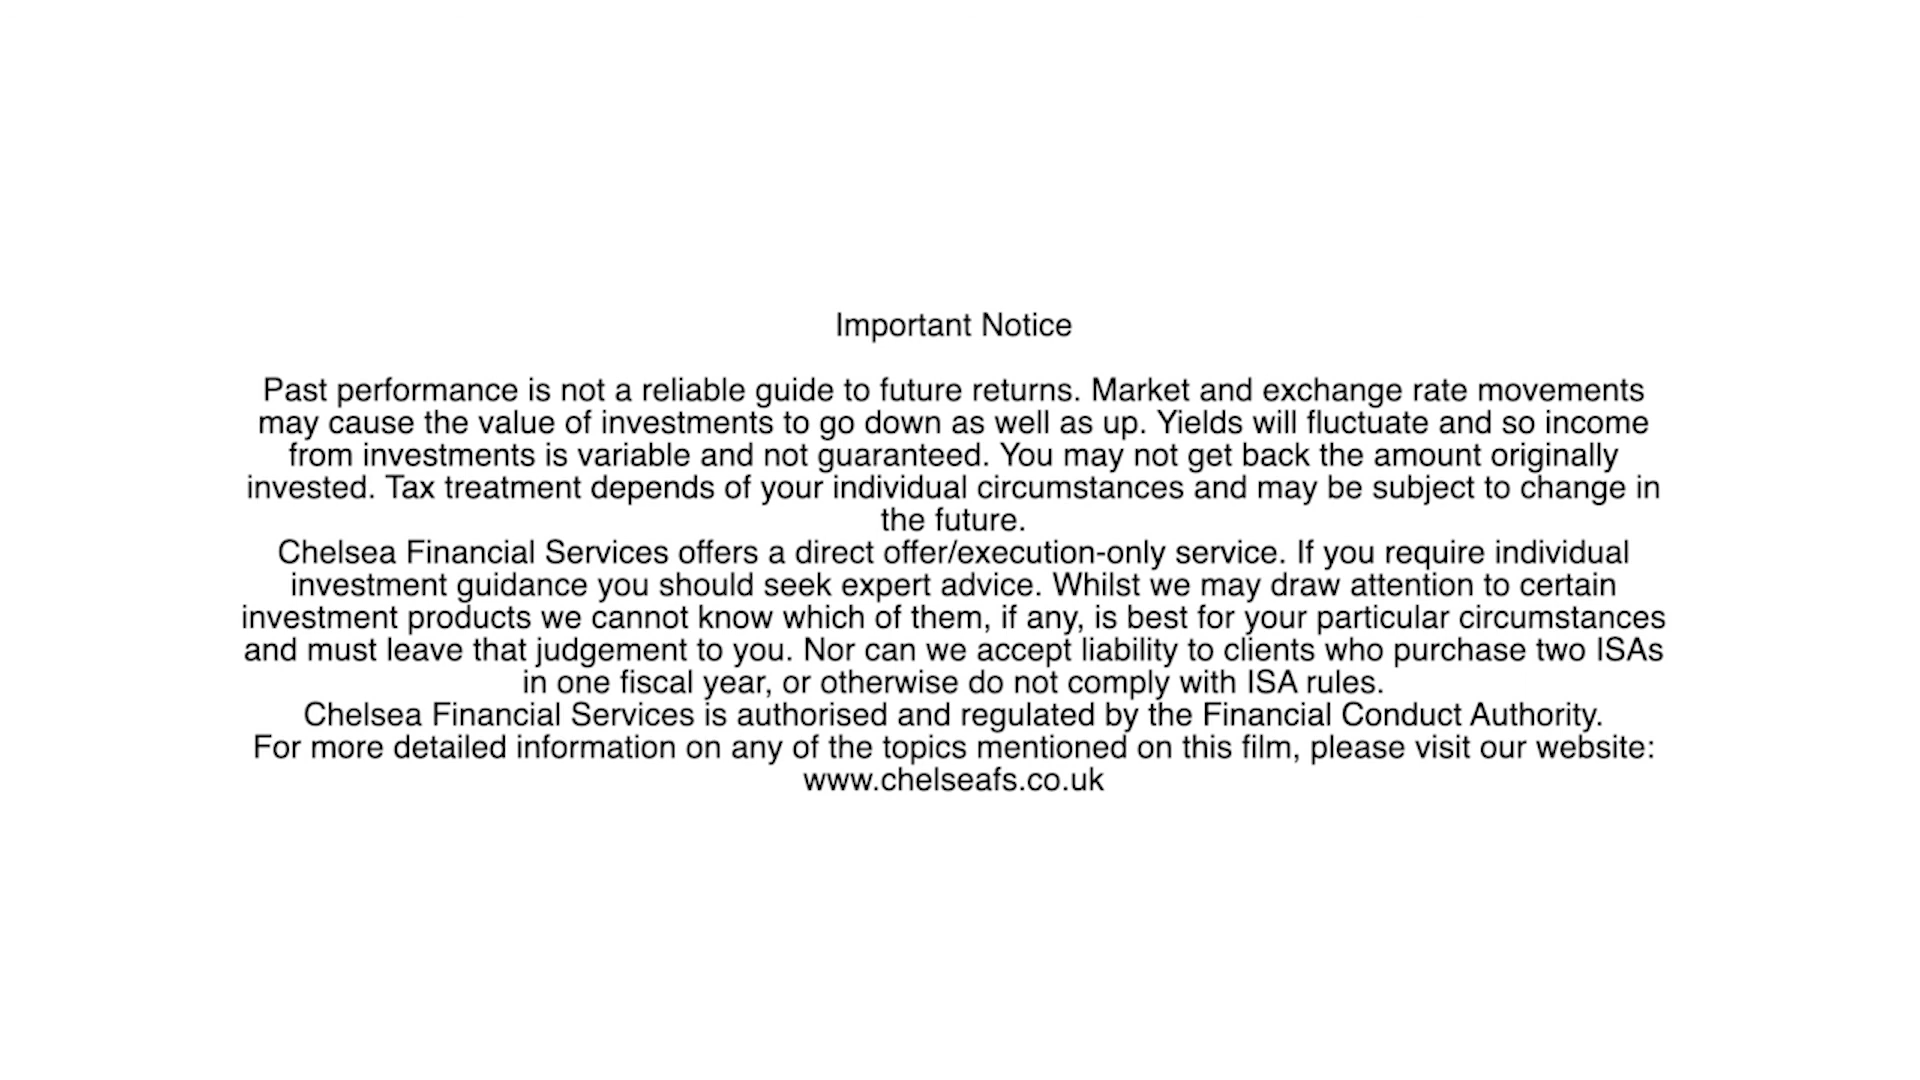 Important Notice
Past performance is not a reliable guide to future returns. Market and exchange rate movements
may cause the value of investments to go down as well as up. Yields will fluctuate and so income
from investments is variable and not guaranteed. You may not get back the amount originally
invested. Tax treatment depends of your individual circumstances and may be subject to change in
the future.
Chelsea Financial Services offers a direct offer/execution-only service. If you require individual
investment guidance you should seek expert advice. Whilst we may draw attention to certain
investment products we cannot know which of them, if any, is best for your particular circumstances
and must leave that judgement to you. Nor can we accept liability to clients who purchase two ISAs
in one fiscal year, or otherwise do not comply with ISA rules.
Chelsea Financial Services is authorised and regulated by the Financial Conduct Authority.
For more detailed information on any of the topics mentioned on this film, please visit our website:
www.chelseafs.co.uk